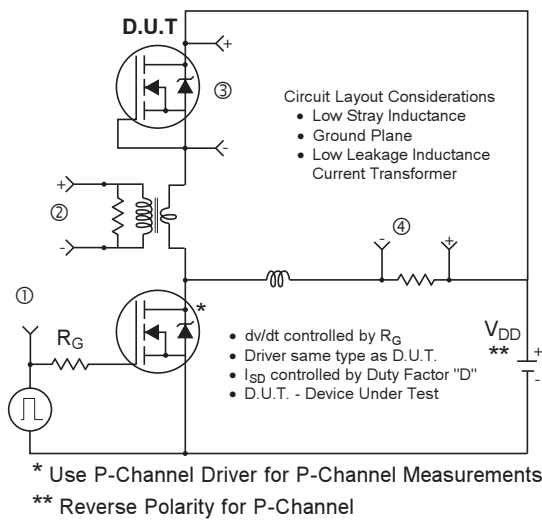 D.U.T
+
③
-
Circuit Layout Considerations
• Low Stray Inductance
• Ground Plane
• Low Leakage Inductance
Current Transformer
+
②
-
④
- +
①
R_G
*
• dv/dt controlled by R_G
• Driver same type as D.U.T.
• I_SD controlled by Duty Factor "D"
• D.U.T. - Device Under Test
V_DD
**
+
-
* Use P-Channel Driver for P-Channel Measurements
** Reverse Polarity for P-Channel